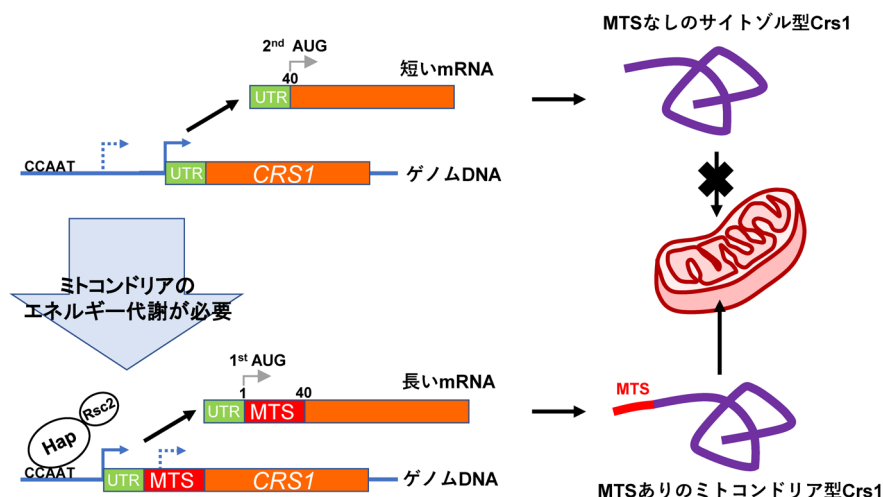 MTSなしのサイトゾル型Crs1
2nd AUG
40
短いmRNA
UTR
CCAAT
UTR
CRS1
ゲノムDNA
ミトコンドリアの
エネルギー代謝が必要
1st AUG
1
40
長いmRNA
UTR
MTS
MTS
Rsc2
Hap
CCAAT
UTR
MTS
CRS1
ゲノムDNA
MTSありのミトコンドリア型Crs1